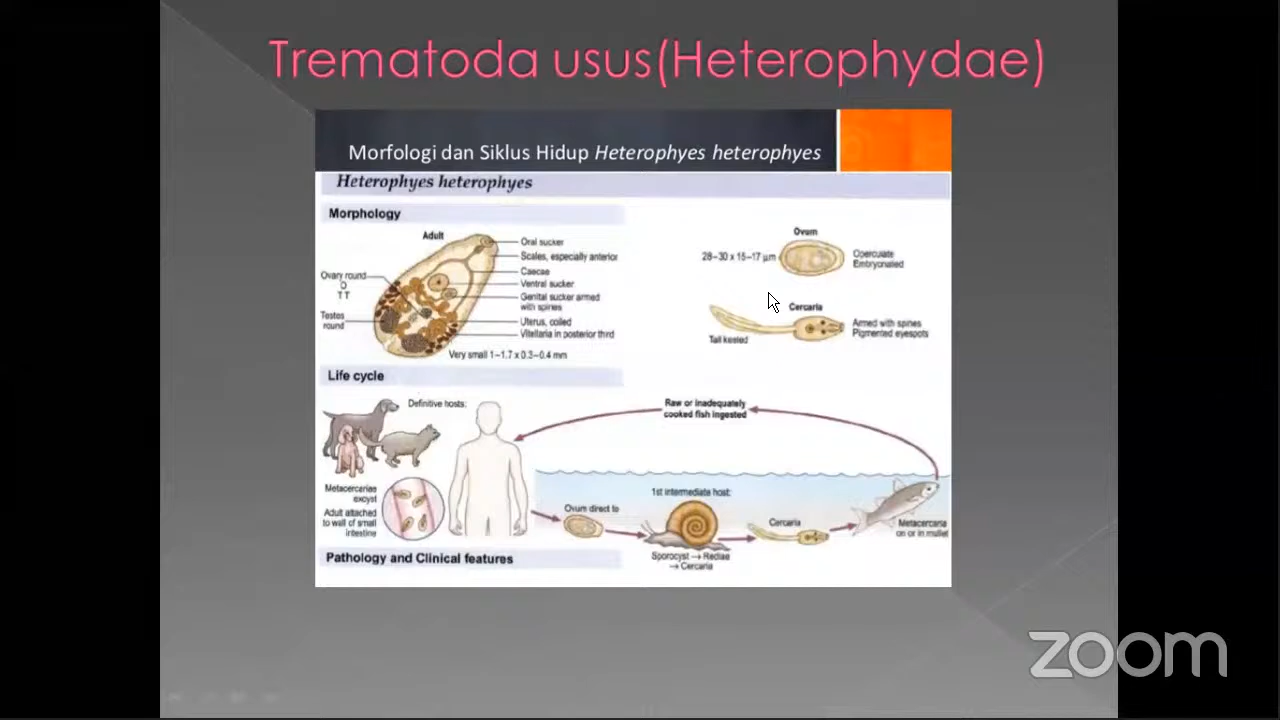 Trematoda usus(Heterophydae)
Morfologi dan Siklus Hidup Heterophyes heterophyes
Heterophyes heterophyes
Morphology
Adult
Oral sucker
Scales, especially anterior
Caecae
Ventral sucker
Genital sucker armed
with spines
Uterus, coiled
Vitellaria in posterior third
Ovary round
O
T T
Testes
round
Very small 1–1.7 x 0.3–0.4 mm
Ovum
28–30 x 15–17 µm
Operculate
Embryonated
Cercaria
Armed with spines
Pigmented eyespots
Tail keeled
Life cycle
Definitive hosts:
Raw or inadequately
cooked fish ingested
Metacercariae
excyst
Adult attached
to wall of small
intestine
Ovum direct to
1st intermediate host:
Sporocyst → Rediae
→ Cercaria
Cercaria
Metacercaria
on or in mullet
Pathology and Clinical features
zoom